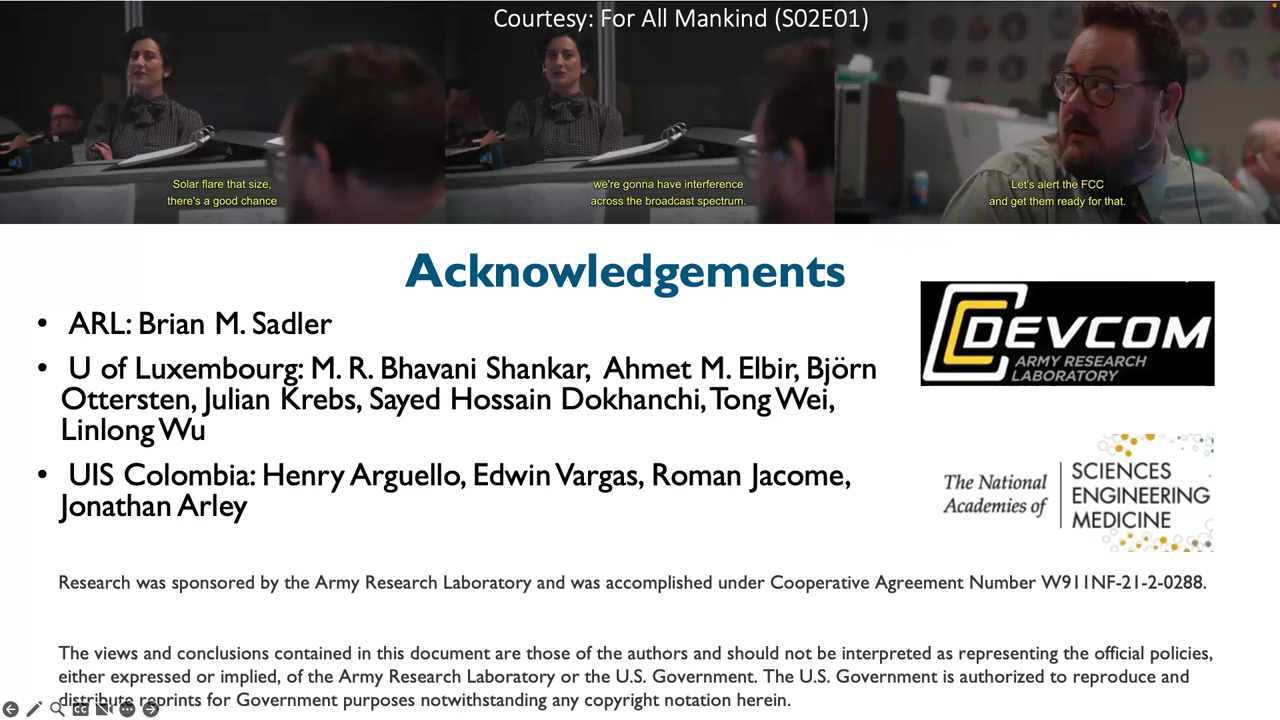 Courtesy: For All Mankind (S02E01)
Solar flare that size,
there's a good chance
we're gonna have interference
across the broadcast spectrum.
Let's alert the FCC
and get them ready for that.
Acknowledgements
• ARL: Brian M. Sadler
• U of Luxembourg: M. R. Bhavani Shankar, Ahmet M. Elbir, Björn
Ottersten, Julian Krebs, Sayed Hossain Dokhanchi, Tong Wei,
Linlong Wu
• UIS Colombia: Henry Arguello, Edwin Vargas, Roman Jacome,
Jonathan Arley
DEVCOM
ARMY RESEARCH
LABORATORY
The National
Academies of
SCIENCES
ENGINEERING
MEDICINE
Research was sponsored by the Army Research Laboratory and was accomplished under Cooperative Agreement Number W911NF-21-2-0288.
The views and conclusions contained in this document are those of the authors and should not be interpreted as representing the official policies,
either expressed or implied, of the Army Research Laboratory or the U.S. Government. The U.S. Government is authorized to reproduce and
distribute reprints for Government purposes notwithstanding any copyright notation herein.
CC